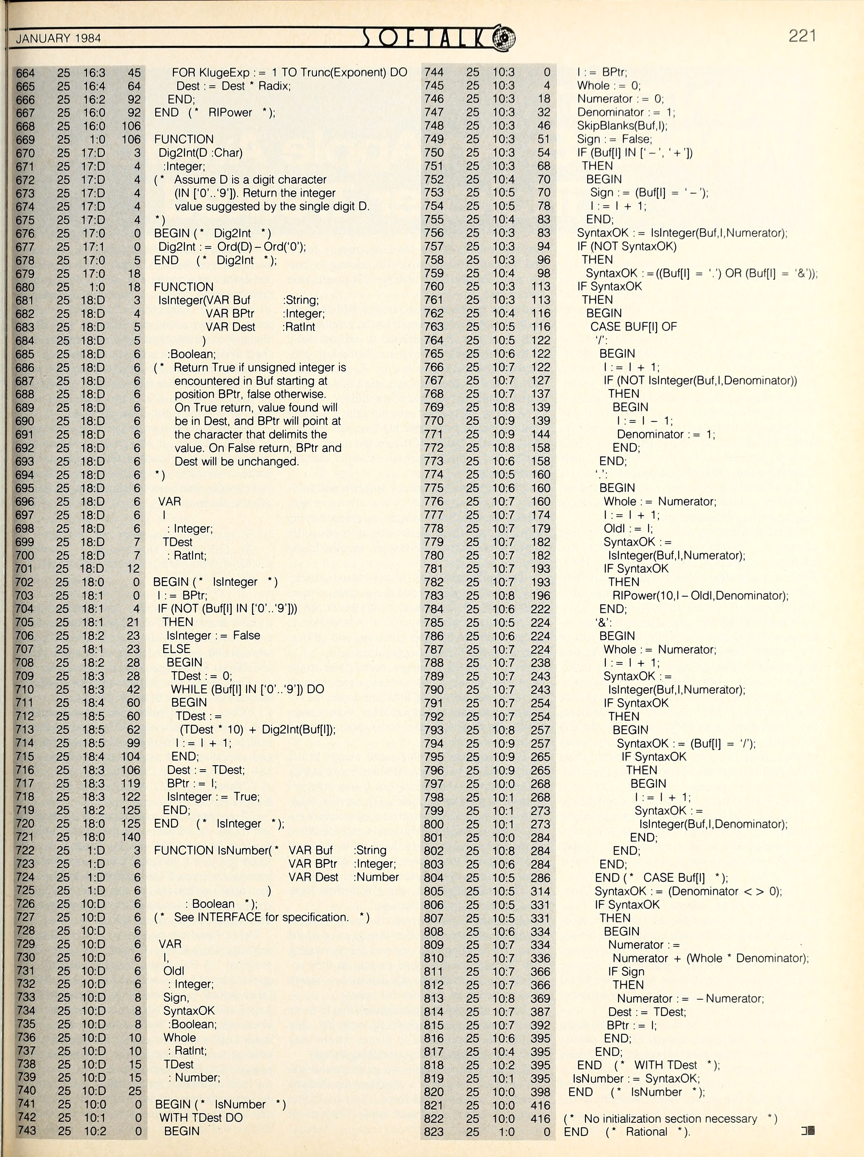 JANUARY 1984
SOFTALK
221
664 25 16:3 45 FOR KlugeExp := 1 TO Trunc(Exponent) DO
665 25 16:4 64 Dest := Dest * Radix;
666 25 16:2 92 END;
667 25 16:0 92 END (* RIPower *);
668 25 16:0 106
669 25 1:0 106 FUNCTION
670 25 17:D 3 Dig2Int(D :Char)
671 25 17:D 4 :Integer;
672 25 17:D 4 (* Assume D is a digit character
673 25 17:D 4 (IN ['0'..'9']). Return the integer
674 25 17:D 4 value suggested by the single digit D.
675 25 17:D 4 *)
676 25 17:0 0 BEGIN (* Dig2Int *)
677 25 17:1 0 Dig2Int := Ord(D)–Ord('0');
678 25 17:0 5 END (* Dig2Int *);
679 25 17:0 18
680 25 1:0 18 FUNCTION
681 25 18:D 3 IsInteger(VAR Buf :String;
682 25 18:D 4 VAR BPtr :Integer;
683 25 18:D 5 VAR Dest :RatInt
684 25 18:D 5 )
685 25 18:D 6 :Boolean;
686 25 18:D 6 (* Return True if unsigned integer is
687 25 18:D 6 encountered in Buf starting at
688 25 18:D 6 position BPtr, false otherwise.
689 25 18:D 6 On True return, value found will
690 25 18:D 6 be in Dest, and BPtr will point at
691 25 18:D 6 the character that delimits the
692 25 18:D 6 value. On False return, BPtr and
693 25 18:D 6 Dest will be unchanged.
694 25 18:D 6 *)
695 25 18:D 6
696 25 18:D 6 VAR
697 25 18:D 6 I
698 25 18:D 6 : Integer;
699 25 18:D 7 TDest
700 25 18:D 7 : RatInt;
701 25 18:D 12
702 25 18:0 0 BEGIN (* IsInteger *)
703 25 18:1 0 I := BPtr;
704 25 18:1 4 IF (NOT (Buf[I] IN ['0'..'9']))
705 25 18:1 21 THEN
706 25 18:2 23 IsInteger := False
707 25 18:1 23 ELSE
708 25 18:2 28 BEGIN
709 25 18:3 28 TDest := 0;
710 25 18:3 42 WHILE (Buf[I] IN ['0'..'9']) DO
711 25 18:4 60 BEGIN
712 25 18:5 60 TDest :=
713 25 18:5 62 (TDest * 10) + Dig2Int(Buf[I]);
714 25 18:5 99 I := I + 1;
715 25 18:4 104 END;
716 25 18:3 106 Dest := TDest;
717 25 18:3 119 BPtr := I;
718 25 18:3 122 IsInteger := True;
719 25 18:2 125 END;
720 25 18:0 125 END (* IsInteger *);
721 25 18:0 140
722 25 1:D 3 FUNCTION IsNumber(* VAR Buf :String
723 25 1:D 6 VAR BPtr :Integer;
724 25 1:D 6 VAR Dest :Number
725 25 1:D 6 )
726 25 10:D 6 : Boolean *);
727 25 10:D 6 (* See INTERFACE for specification. *)
728 25 10:D 6
729 25 10:D 6 VAR
730 25 10:D 6 I,
731 25 10:D 6 OldI
732 25 10:D 6 : Integer;
733 25 10:D 8 Sign,
734 25 10:D 8 SyntaxOK
735 25 10:D 8 :Boolean;
736 25 10:D 10 Whole
737 25 10:D 10 : RatInt;
738 25 10:D 15 TDest
739 25 10:D 15 : Number;
740 25 10:D 25
741 25 10:0 0 BEGIN (* IsNumber *)
742 25 10:1 0 WITH TDest DO
743 25 10:2 0 BEGIN
744 25 10:3 0 I := BPtr;
745 25 10:3 4 Whole := 0;
746 25 10:3 18 Numerator := 0;
747 25 10:3 32 Denominator := 1;
748 25 10:3 46 SkipBlanks(Buf,I);
749 25 10:3 51 Sign := False;
750 25 10:3 54 IF (Buf[I] IN ['–', '+'])
751 25 10:3 68 THEN
752 25 10:4 70 BEGIN
753 25 10:5 70 Sign := (Buf[I] = '–');
754 25 10:5 78 I := I + 1;
755 25 10:4 83 END;
756 25 10:3 83 SyntaxOK := IsInteger(Buf,I,Numerator);
757 25 10:3 94 IF (NOT SyntaxOK)
758 25 10:3 96 THEN
759 25 10:4 98 SyntaxOK :=((Buf[I] = '.') OR (Buf[I] = '&'));
760 25 10:3 113 IF SyntaxOK
761 25 10:3 113 THEN
762 25 10:4 116 BEGIN
763 25 10:5 116 CASE BUF[I] OF
764 25 10:5 122 '/':
765 25 10:6 122 BEGIN
766 25 10:7 122 I := I + 1;
767 25 10:7 127 IF (NOT IsInteger(Buf,I,Denominator))
768 25 10:7 137 THEN
769 25 10:8 139 BEGIN
770 25 10:9 139 I := I – 1;
771 25 10:9 144 Denominator := 1;
772 25 10:8 158 END;
773 25 10:6 158 END;
774 25 10:5 160 '.':
775 25 10:6 160 BEGIN
776 25 10:7 160 Whole := Numerator;
777 25 10:7 174 I := I + 1;
778 25 10:7 179 OldI := I;
779 25 10:7 182 SyntaxOK :=
780 25 10:7 182 IsInteger(Buf,I,Numerator);
781 25 10:7 193 IF SyntaxOK
782 25 10:7 193 THEN
783 25 10:8 196 RIPower(10,I–OldI,Denominator);
784 25 10:6 222 END;
785 25 10:5 224 '&':
786 25 10:6 224 BEGIN
787 25 10:7 224 Whole := Numerator;
788 25 10:7 238 I := I + 1;
789 25 10:7 243 SyntaxOK :=
790 25 10:7 243 IsInteger(Buf,I,Numerator);
791 25 10:7 254 IF SyntaxOK
792 25 10:7 254 THEN
793 25 10:8 257 BEGIN
794 25 10:9 257 SyntaxOK := (Buf[I] = '/');
795 25 10:9 265 IF SyntaxOK
796 25 10:9 265 THEN
797 25 10:0 268 BEGIN
798 25 10:1 268 I := I + 1;
799 25 10:1 273 SyntaxOK :=
800 25 10:1 273 IsInteger(Buf,I,Denominator);
801 25 10:0 284 END;
802 25 10:8 284 END;
803 25 10:6 284 END;
804 25 10:5 286 END (* CASE Buf[I] *);
805 25 10:5 314 SyntaxOK := (Denominator < > 0);
806 25 10:5 331 IF SyntaxOK
807 25 10:5 331 THEN
808 25 10:6 334 BEGIN
809 25 10:7 334 Numerator :=
810 25 10:7 336 Numerator + (Whole * Denominator);
811 25 10:7 366 IF Sign
812 25 10:7 366 THEN
813 25 10:8 369 Numerator := –Numerator;
814 25 10:7 387 Dest := TDest;
815 25 10:7 392 BPtr := I;
816 25 10:6 395 END;
817 25 10:4 395 END;
818 25 10:2 395 END (* WITH TDest *);
819 25 10:1 395 IsNumber := SyntaxOK;
820 25 10:0 398 END (* IsNumber *);
821 25 10:0 416
822 25 10:0 416 (* No initialization section necessary *)
823 25 1:0 0 END (* Rational *).